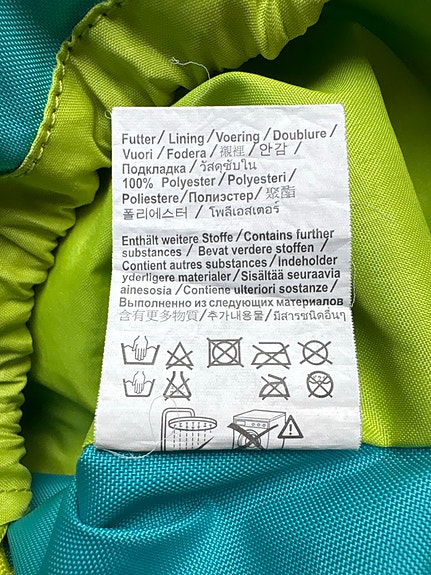 Futter / Lining / Voering / Doublure /
Vuori / Fodera / 襯裡 / 안감 /
Подкладка / วัสดุซับใน
100% Polyester / Polyesteri /
Poliestere / Полиэстер / 聚酯
폴리에스터 / โพลีเอสเตอร์
Enthält weitere Stoffe / Contains further
substances / Bevat verdere stoffen /
Contient autres substances / Indeholder
yderligere materialer / Sisältää seuraavia
ainesosia / Contiene ulteriori sostanze /
Выполненно из следующих материалов
含有更多物質 / 추가내용물 / มีสารชนิดอื่นๆ